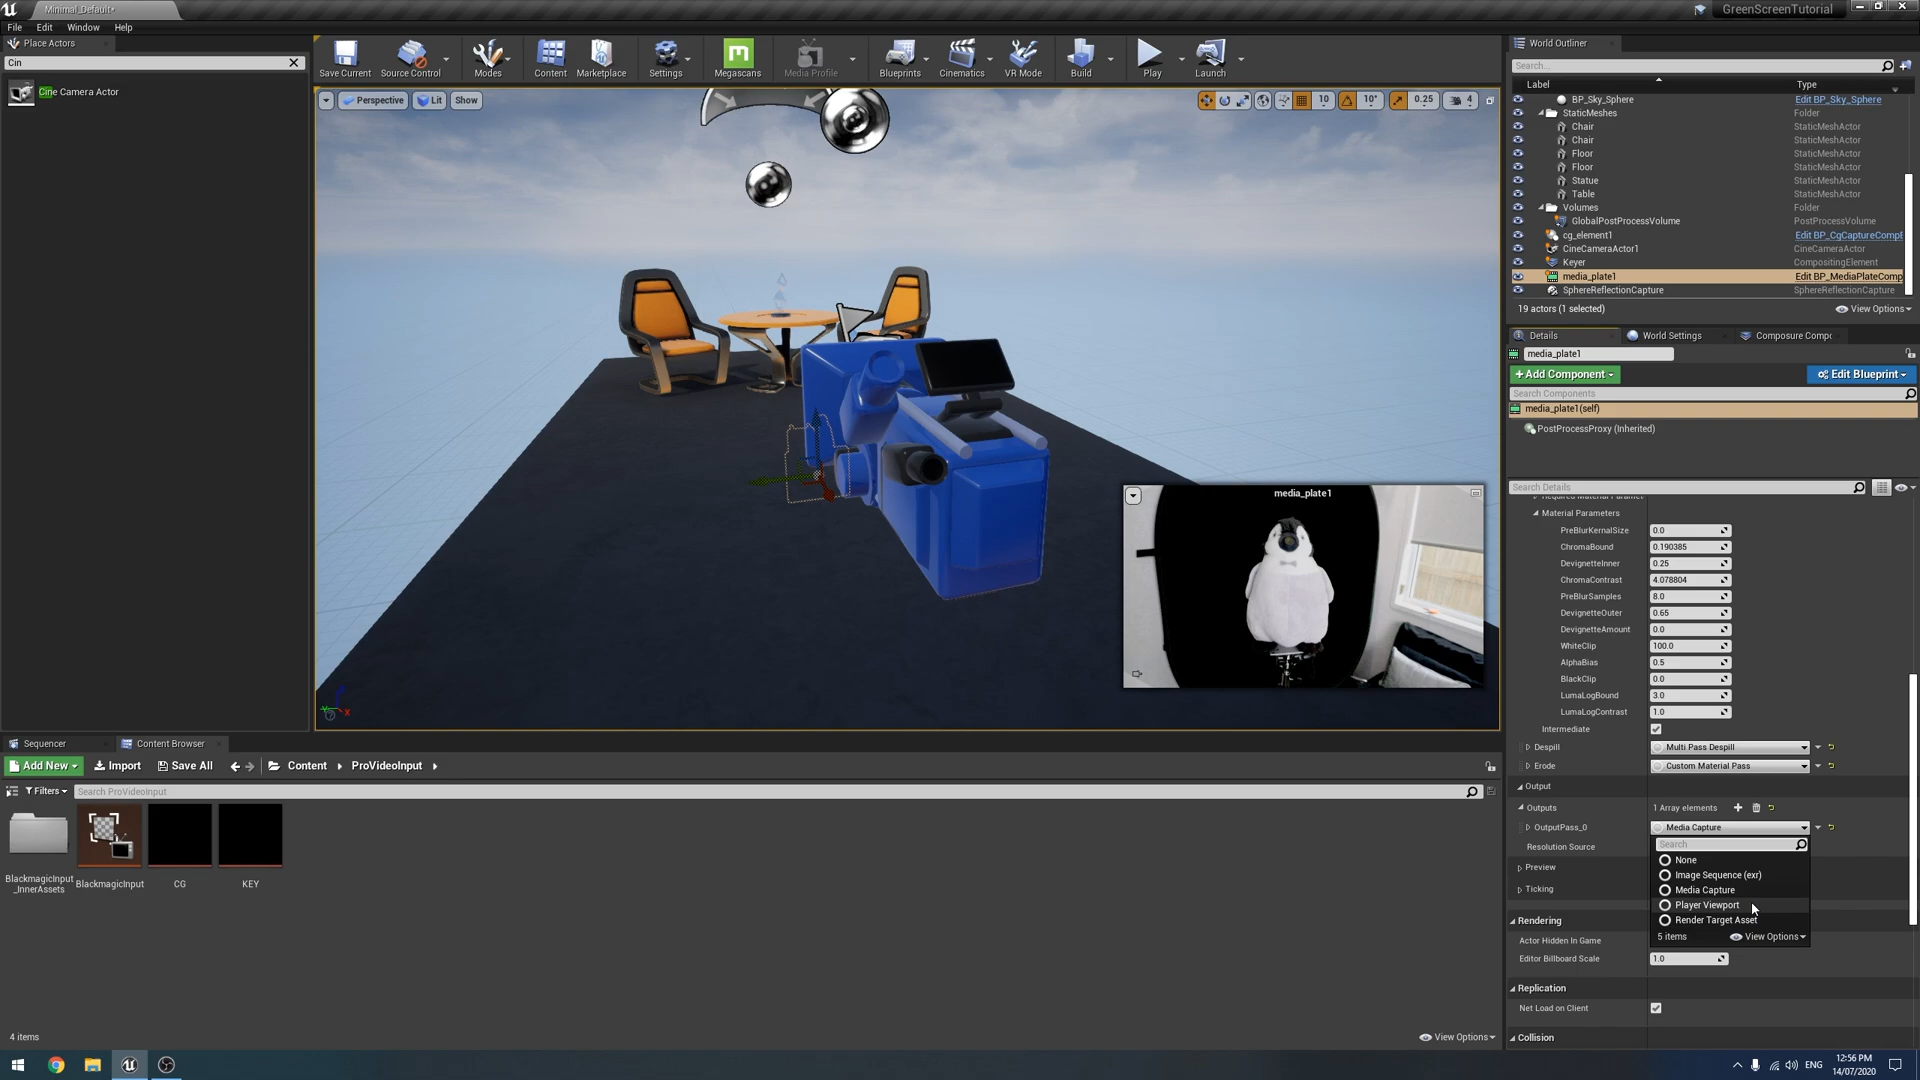 Minimal_Default*
GreenScreenTutorial
File Edit Window Help
Place Actors
Cin
Cine Camera Actor
Save Current
Source Control
Modes
Content
Marketplace
Settings
Megascans
Media Profile
Blueprints
Cinematics
VR Mode
Build
Play
Launch
Perspective
Lit
Show
10
10°
0.25
4
media_plate1
World Outliner
Search...
Label Type
BP_Sky_Sphere Edit BP_Sky_Sphere
StaticMeshes Folder
Chair StaticMeshActor
Chair StaticMeshActor
Floor StaticMeshActor
Floor StaticMeshActor
Statue StaticMeshActor
Table StaticMeshActor
Volumes Folder
GlobalPostProcessVolume PostProcessVolume
cg_element1 Edit BP_CgCaptureCompE
CineCameraActor1 CineCameraActor
Keyer CompositingElement
media_plate1 Edit BP_MediaPlateComp
SphereReflectionCapture SphereReflectionCapture
19 actors (1 selected)
View Options
Details
World Settings
Composure Compo
media_plate1
+Add Component
Edit Blueprint
Search Components
media_plate1(self)
PostProcessProxy (Inherited)
Search Details
Material Parameters
PreBlurKernalSize 0.0
ChromaBound 0.190385
DevignetteInner 0.25
ChromaContrast 4.078804
PreBlurSamples 8.0
DevignetteOuter 0.65
DevignetteAmount 0.0
WhiteClip 100.0
AlphaBias 0.5
BlackClip 0.0
LumaLogBound 3.0
LumaLogContrast 1.0
Intermediate
Despill Multi Pass Despill
Erode Custom Material Pass
Output
Outputs 1 Array elements
OutputPass_0 Media Capture
Resolution Source
Search
None
Image Sequence (exr)
Media Capture
Player Viewport
Render Target Asset
5 items View Options
Preview
Ticking
Rendering
Actor Hidden In Game
Editor Billboard Scale 1.0
Replication
Net Load on Client
Collision
Sequencer
Content Browser
Add New
Import
Save All
Content
ProVideoInput
Filters
Search ProVideoInput
BlackmagicInput
_InnerAssets
BlackmagicInput
CG
KEY
4 items
View Options
ENG
12:56 PM
14/07/2020